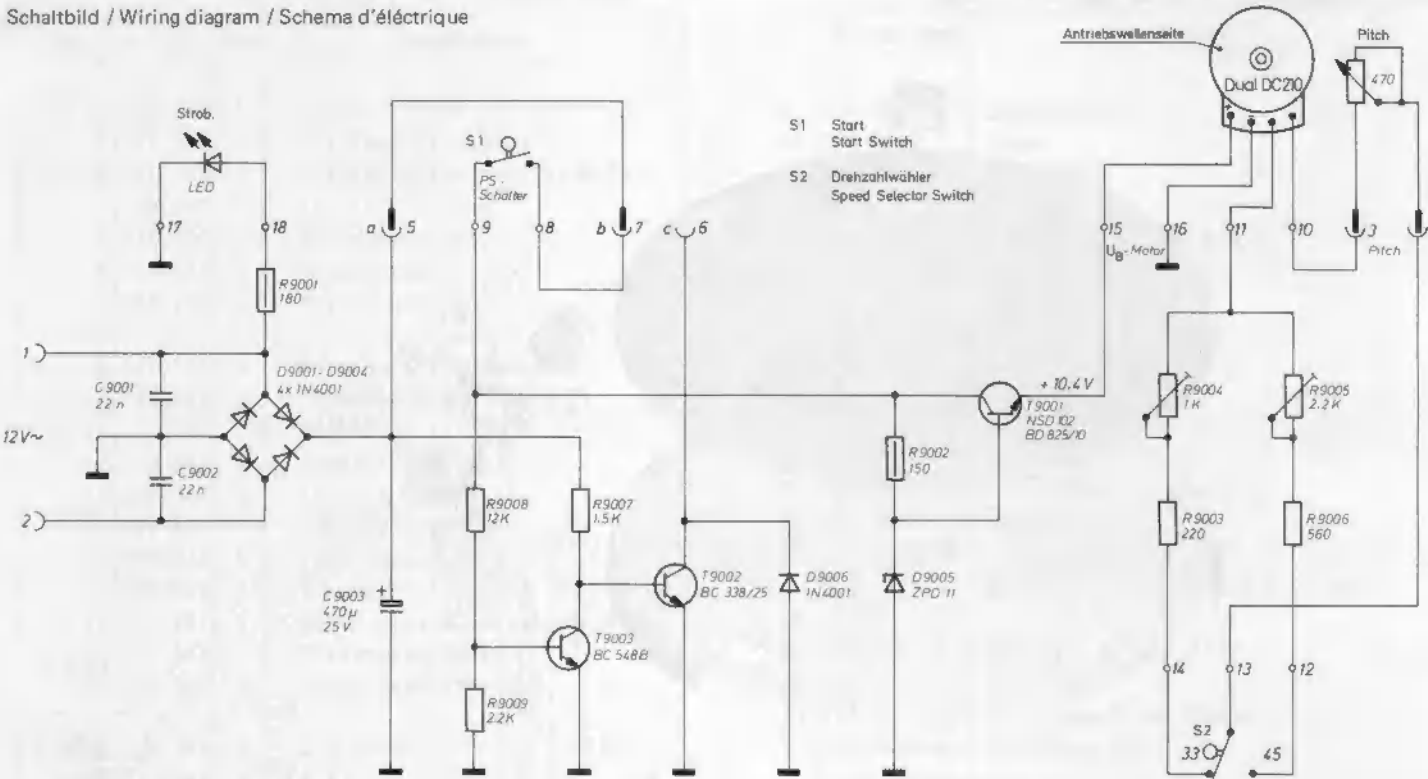 Schaltbild / Wiring diagram / Schema d'éléctrique
Antriebswellenseite
Dual DC210
+
-
Pitch
470
Strob.
LED
S1
PS-
Schalter
S1 Start
Start Switch
S2 Drehzahlwähler
Speed Selector Switch
17
18
a 5
9
8
b 7
c 6
15
16
11
10
3
UB-Motor
Pitch
R9001
180
1
C9001
22n
D9001-D9004
4x 1N4001
12V~
C9002
22n
2
+10.4V
T9001
NSD 102
BD 825/10
R9002
150
R9004
1K
R9005
2.2K
R9008
12K
R9007
1.5K
R9003
220
R9006
560
+
C9003
470µ
25V
T9002
BC 338/25
D9006
1N4001
D9005
ZPD 11
T9003
BC 548B
R9009
2.2K
14
13
12
S2
33
45